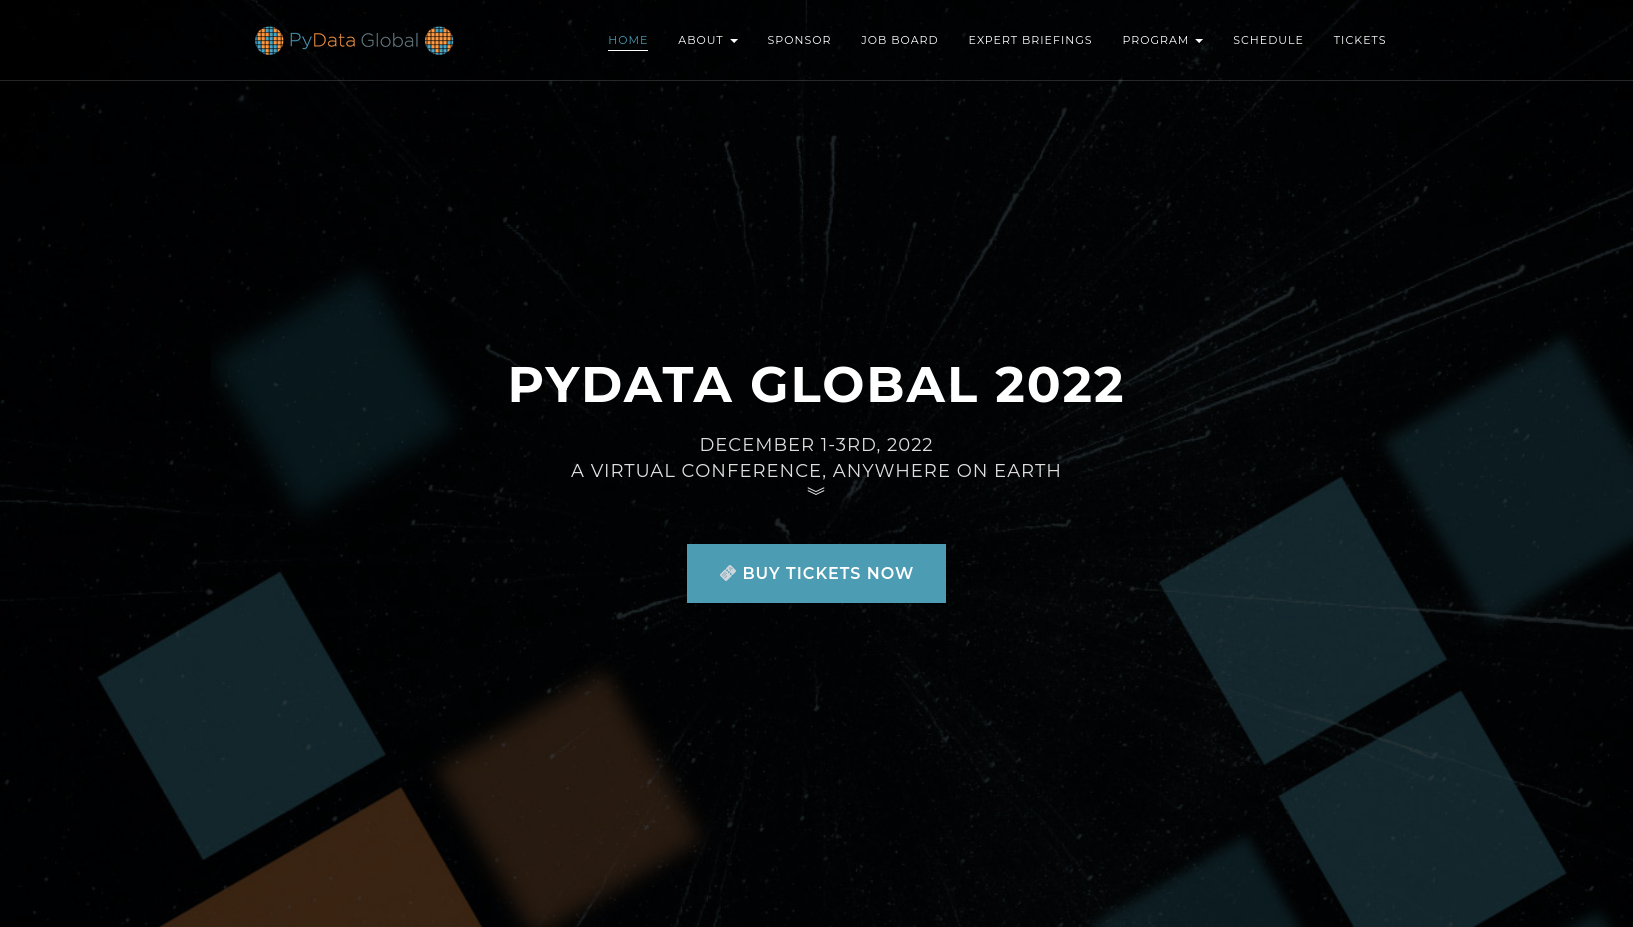 PyData Global
HOME
ABOUT
SPONSOR
JOB BOARD
EXPERT BRIEFINGS
PROGRAM
SCHEDULE
TICKETS
PYDATA GLOBAL 2022
DECEMBER 1-3RD, 2022
A VIRTUAL CONFERENCE, ANYWHERE ON EARTH
BUY TICKETS NOW